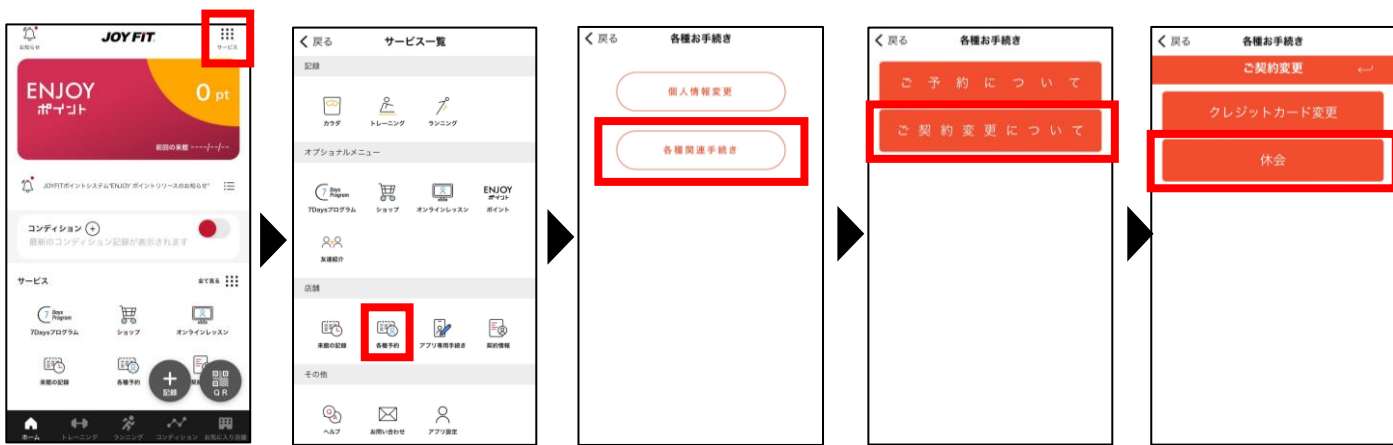 お知らせ
JOYFIT
サービス
ENJOY
ポイント
0 pt
前回の来館 ----/--/--
JOYFITポイントシステム"ENJOY ポイントリリースのお知らせ"
コンディション
最新のコンディション記録が表示されます
サービス
全て見る
7 Days Program
7Daysプログラム
ショップ
オンラインレッスン
来館の記録
各種予約
記録
QR
ホーム
トレーニング
ランニング
コンディション
お気に入り店舗
戻る
サービス一覧
記録
カラダ
トレーニング
ランニング
オプショナルメニュー
7 Days Program
ENJOY
ポイント
7Daysプログラム
ショップ
オンラインレッスン
ポイント
友達紹介
店舗
来館の記録
各種予約
アプリ専用手続き
契約情報
その他
ヘルプ
お問い合わせ
アプリ設定
戻る
各種お手続き
個人情報変更
各種関連手続き
戻る
各種お手続き
ご予約について
ご契約変更について
戻る
各種お手続き
ご契約変更
クレジットカード変更
休会